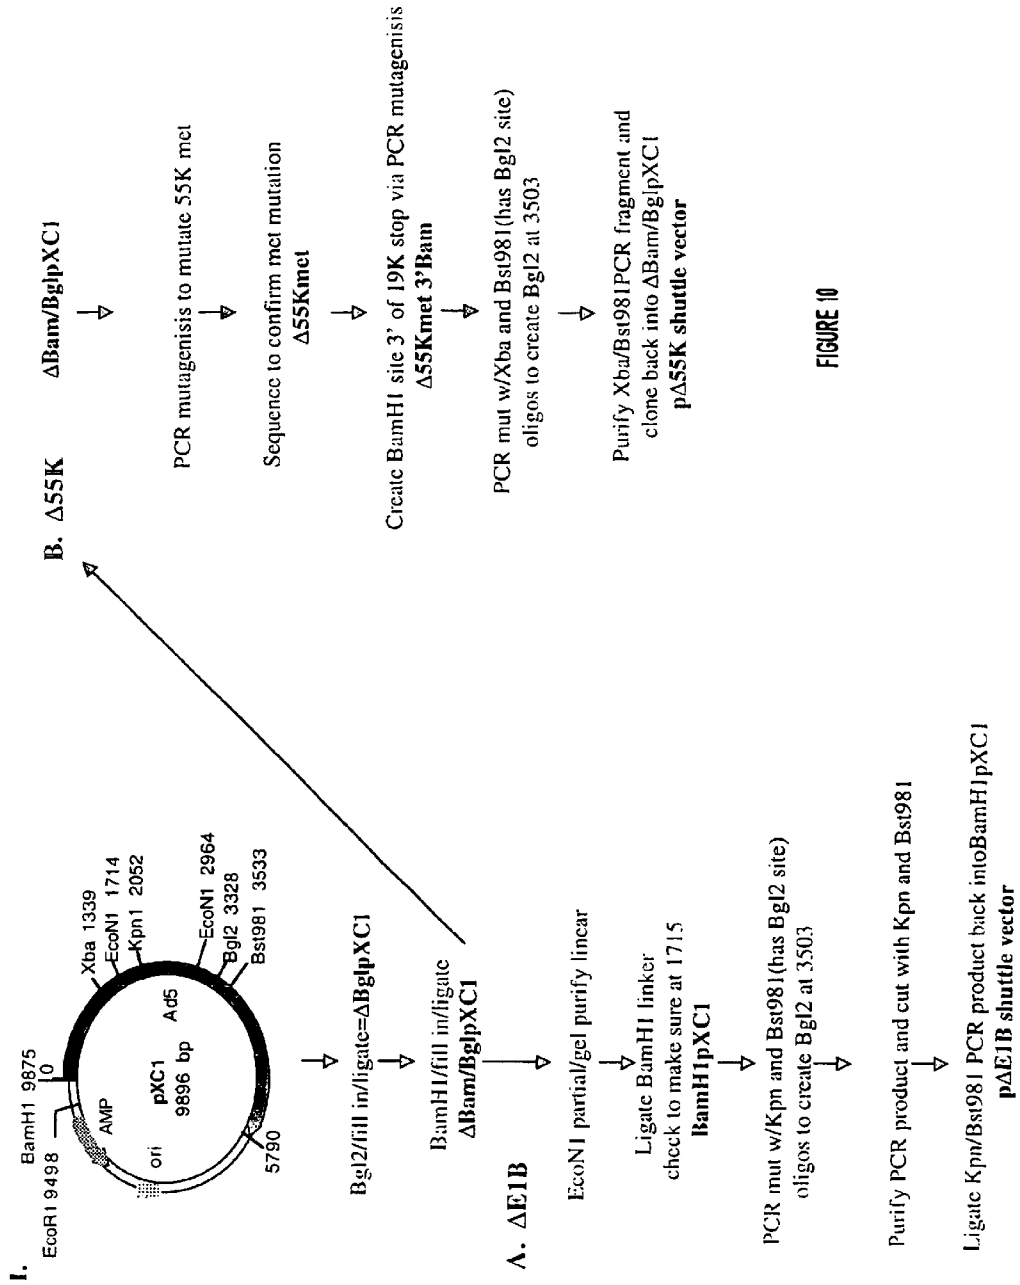 I.
BamH1 9875
EcoR1 9498
0
Xba 1339
EcoN1 1714
Kpn1 2052
AMP
Ad5
pXC1
9896 bp
ori
EcoN1 2964
Bgl2 3328
Bst981 3533
5790
Bgl2/fill in/ligate=ΔBglpXC1
BamH1/fill in/ligate
ΔBam/BglpXC1
A. ΔE1B
EcoN1 partial/gel purify linear
Ligate BamH1 linker
check to make sure at 1715
BamH1pXC1
PCR mut w/Kpn and Bst981(has Bgl2 site)
oligos to create Bgl2 at 3503
Purify PCR product and cut with Kpn and Bst981
Ligate Kpn/Bst981 PCR product back intoBamH1pXC1
pΔE1B shuttle vector
B. Δ55K
ΔBam/BglpXC1
PCR mutagenisis to mutate 55K met
Sequence to confirm met mutation
Δ55Kmet
Create BamH1 site 3' of 19K stop via PCR mutagenisis
Δ55Kmet 3'Bam
PCR mut w/Xba and Bst981(has Bgl2 site)
oligos to create Bgl2 at 3503
Purify Xba/Bst981PCR fragment and
clone back into ΔBam/BglpXC1
pΔ55K shuttle vector
FIGURE 10